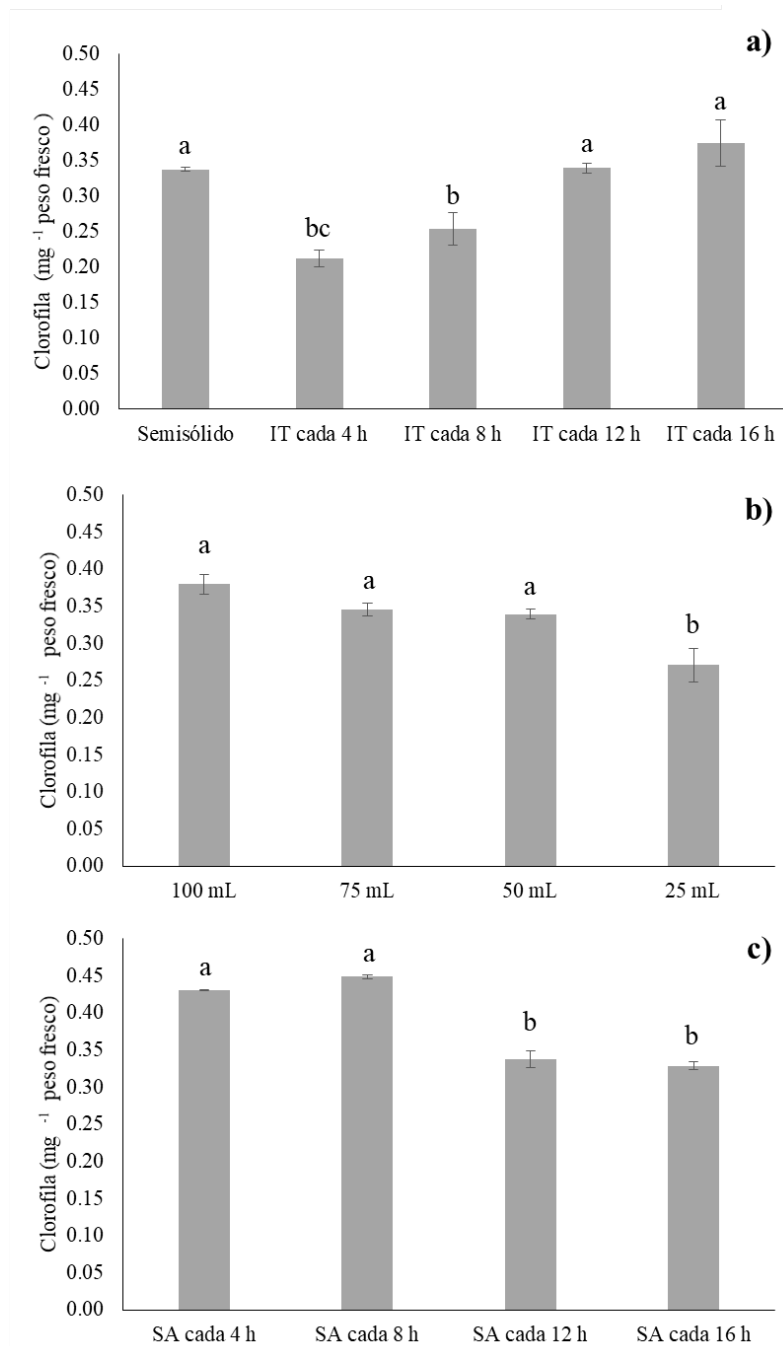 a)
Clorofila (mg -1 peso fresco )
0.50
0.45
0.40
0.35
0.30
0.25
0.20
0.15
0.10
0.05
0.00
a
bc
b
a
a
Semisólido IT cada 4 h IT cada 8 h IT cada 12 h IT cada 16 h
b)
Clorofila (mg -1 peso fresco)
0.50
0.45
0.40
0.35
0.30
0.25
0.20
0.15
0.10
0.05
0.00
a
a
a
b
100 mL 75 mL 50 mL 25 mL
c)
Clorofila (mg -1 peso fresco)
0.50
0.45
0.40
0.35
0.30
0.25
0.20
0.15
0.10
0.05
0.00
a
a
b
b
SA cada 4 h SA cada 8 h SA cada 12 h SA cada 16 h